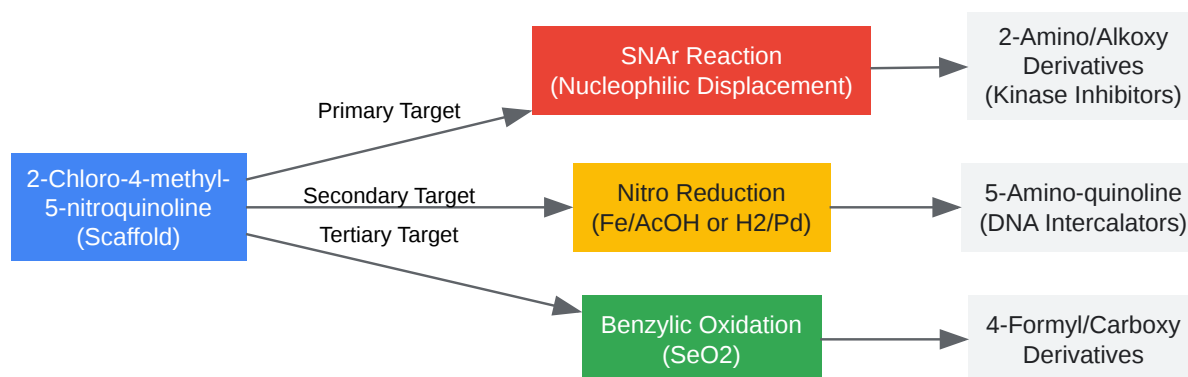 2-Chloro-4-methyl-
5-nitroquinoline
(Scaffold)
Primary Target
Secondary Target
Tertiary Target
SNAr Reaction
(Nucleophilic Displacement)
Nitro Reduction
(Fe/AcOH or H2/Pd)
Benzylic Oxidation
(SeO2)
2-Amino/Alkoxy
Derivatives
(Kinase Inhibitors)
5-Amino-quinoline
(DNA Intercalators)
4-Formyl/Carboxy
Derivatives